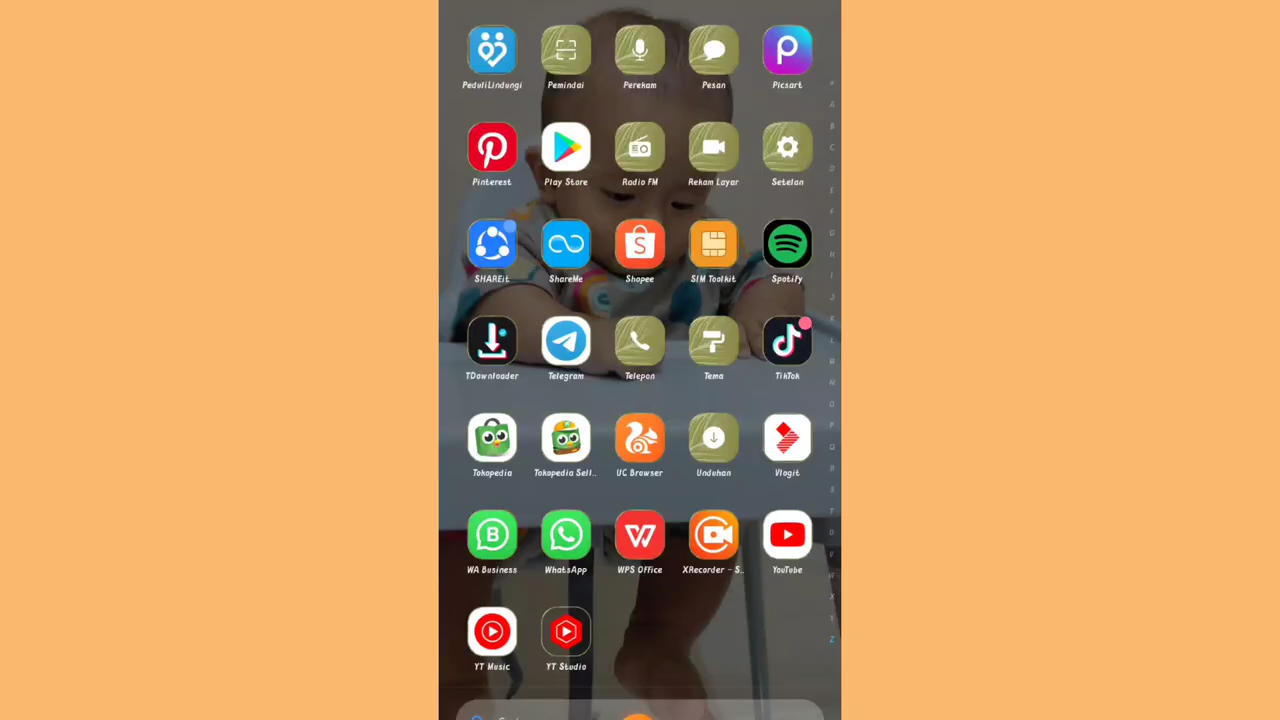 PeduliLindungi Pemindai Perekam Pesan Picsart
Pinterest Play Store Radio FM Rekam Layar Setelan
SHAREit ShareMe Shopee SIM Toolkit Spotify
TDownloader Telegram Telepon Tema TikTok
Tokopedia Tokopedia Sell.. UC Browser Unduhan Vlogit
WA Business WhatsApp WPS Office XRecorder - S.. YouTube
YT Music YT Studio